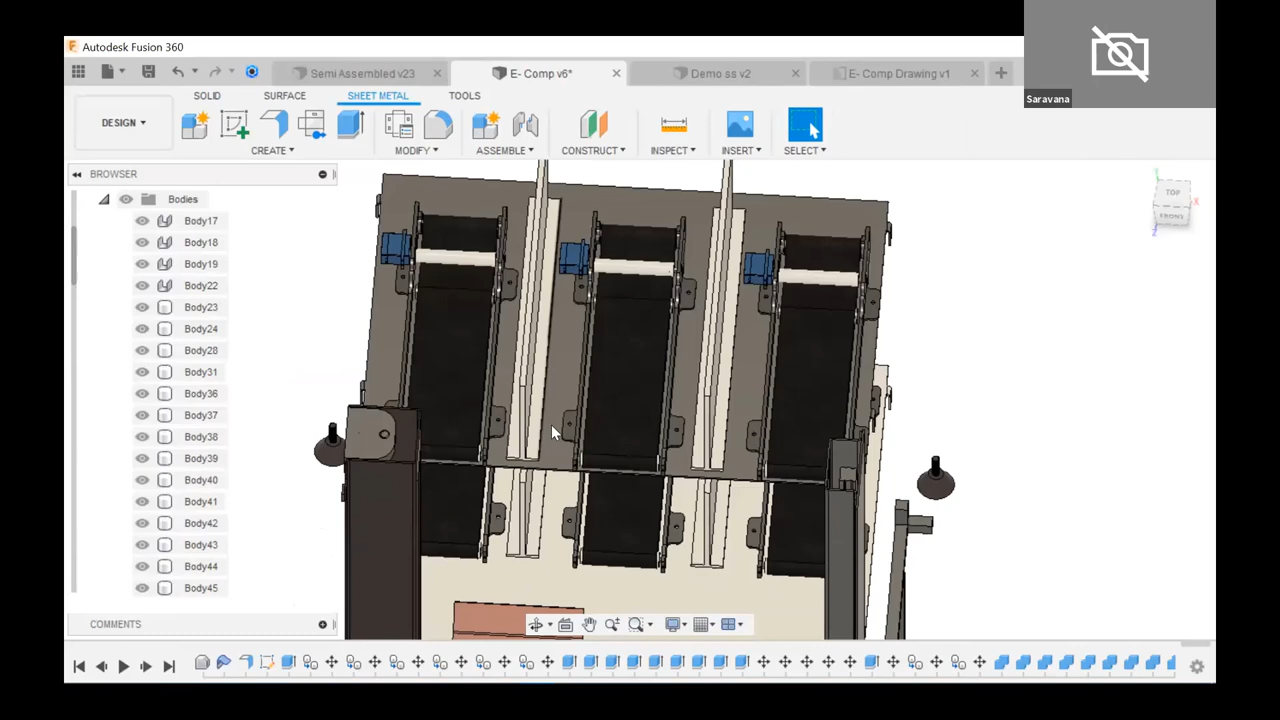 Autodesk Fusion 360
Saravana
Semi Assembled v23
E- Comp v6*
Demo ss v2
E- Comp Drawing v1
SOLID
SURFACE
SHEET METAL
TOOLS
DESIGN
CREATE
MODIFY
ASSEMBLE
CONSTRUCT
INSPECT
INSERT
SELECT
BROWSER
Bodies
Body17
Body18
Body19
Body22
Body23
Body24
Body28
Body31
Body36
Body37
Body38
Body39
Body40
Body41
Body42
Body43
Body44
Body45
TOP
FRONT
X
Y
Z
COMMENTS